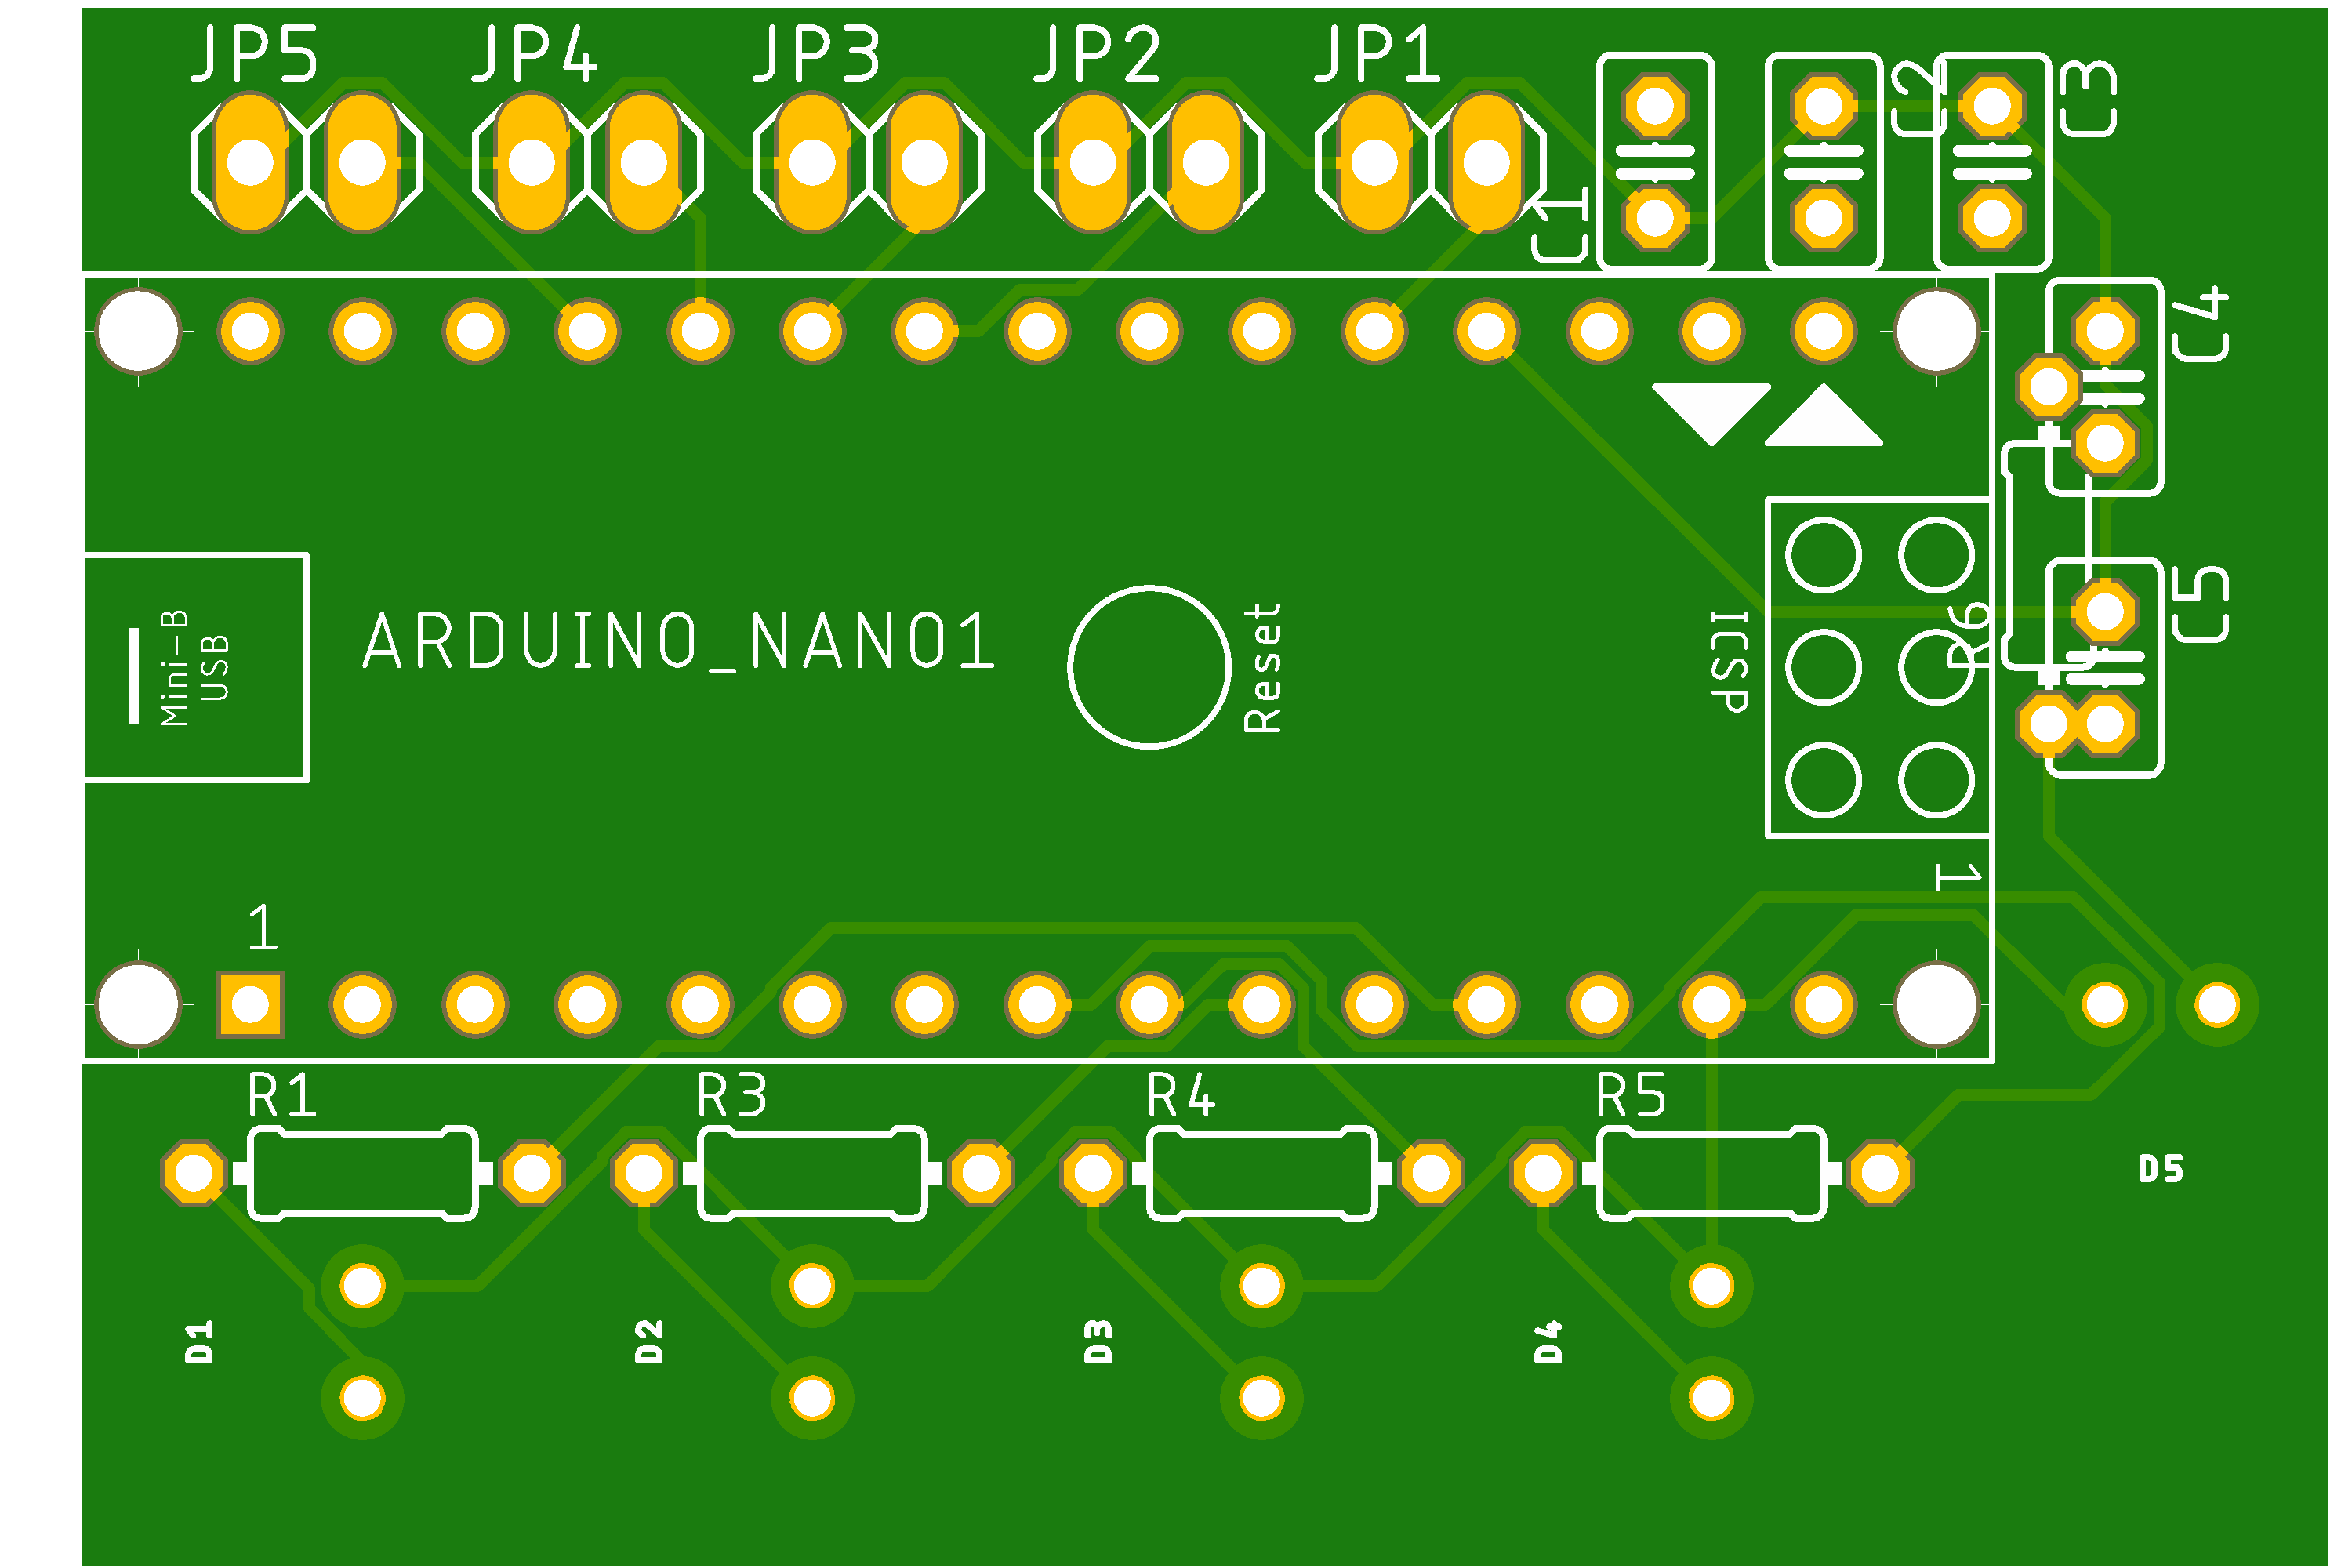 JP5 JP4 JP3 JP2 JP1
C1
C2
C3
C4
C5
Mini-B
USB
ARDUINO_NANO1
Reset
ICSP
R6
1
1
R1 R3 R4 R5
D1 D2 D3 D4 D5